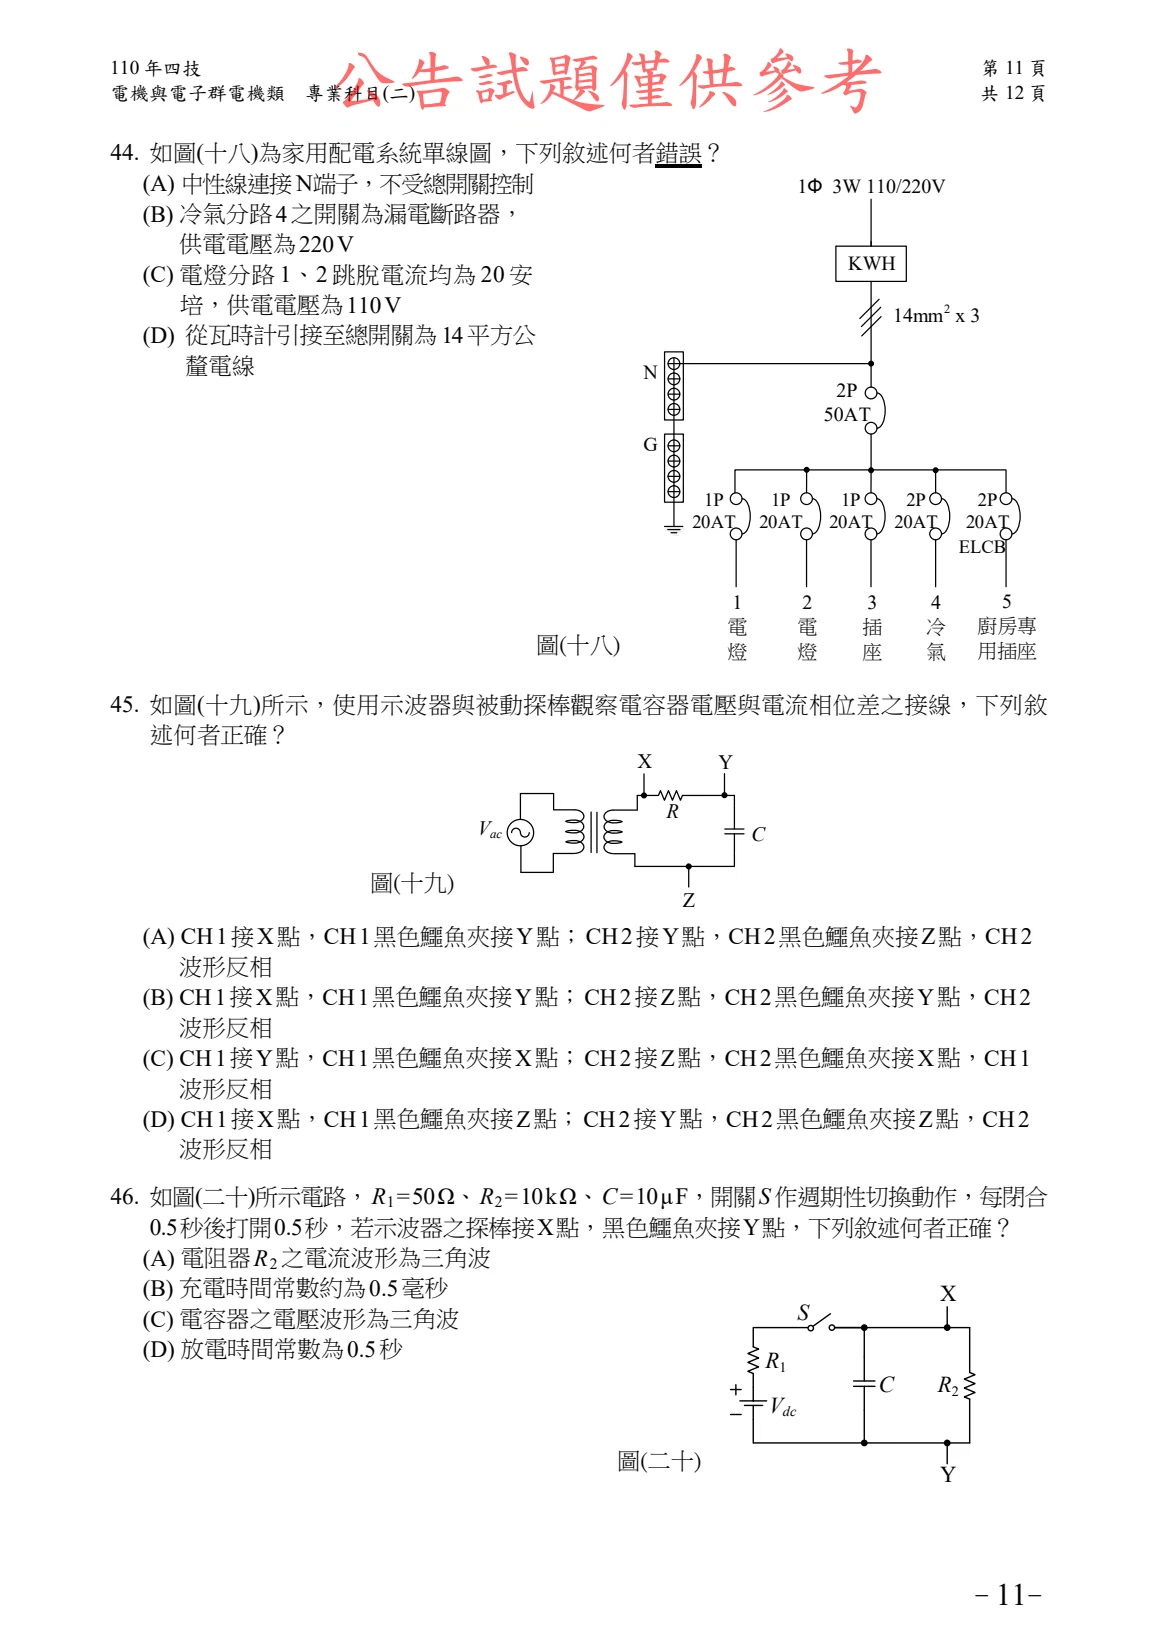 公告試題僅供參考
110 年四技
電機與電子群電機類 專業科目(二)
第 11 頁
共 12 頁
44. 如圖(十八)為家用配電系統單線圖，下列敘述何者錯誤？
(A) 中性線連接N端子，不受總開關控制
(B) 冷氣分路4之開關為漏電斷路器，
供電電壓為220V
(C) 電燈分路 1、2 跳脫電流均為 20 安
培，供電電壓為110V
(D) 從瓦時計引接至總開關為 14平方公
釐電線
1Φ 3W 110/220V
KWH
14mm² x 3
N
2P
50AT
G
1P
20AT
1P
20AT
1P
20AT
2P
20AT
2P
20AT
ELCB
1
電
燈
2
電
燈
3
插
座
4
冷
氣
5
廚房專
用插座
圖(十八)
45. 如圖(十九)所示，使用示波器與被動探棒觀察電容器電壓與電流相位差之接線，下列敘
述何者正確？
X
Y
R
Vac
C
Z
圖(十九)
(A) CH1接X點，CH1黑色鱷魚夾接Y點；CH2接Y點，CH2黑色鱷魚夾接Z點，CH2
波形反相
(B) CH1接X點，CH1黑色鱷魚夾接Y點；CH2接Z點，CH2黑色鱷魚夾接Y點，CH2
波形反相
(C) CH1接Y點，CH1黑色鱷魚夾接X點；CH2接Z點，CH2黑色鱷魚夾接X點，CH1
波形反相
(D) CH1接X點，CH1黑色鱷魚夾接Z點；CH2接Y點，CH2黑色鱷魚夾接Z點，CH2
波形反相
46. 如圖(二十)所示電路，R₁=50Ω、R₂=10kΩ、C=10μF，開關S作週期性切換動作，每閉合
0.5秒後打開0.5秒，若示波器之探棒接X點，黑色鱷魚夾接Y點，下列敘述何者正確？
(A) 電阻器R₂之電流波形為三角波
(B) 充電時間常數約為0.5毫秒
(C) 電容器之電壓波形為三角波
(D) 放電時間常數為0.5秒
X
S
R₁
C
R₂
+
−
Vdc
Y
圖(二十)
- 11-